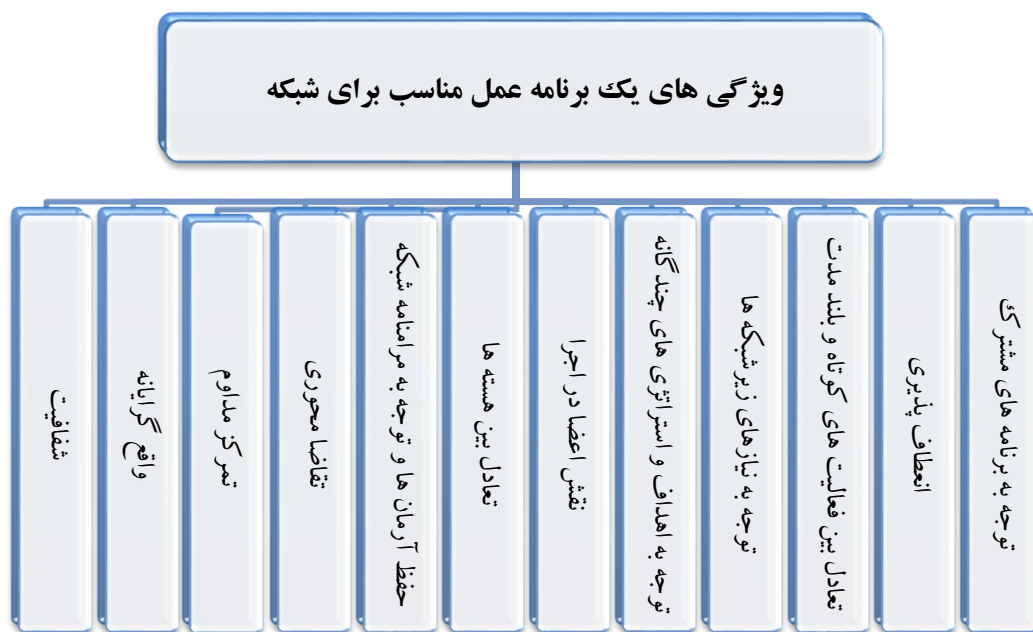 ویژگی های یک برنامه عمل مناسب برای شبکه
توجه به برنامه های مشترک
انعطاف پذیری
تعادل بین فعالیت های کوتاه و بلند مدت
توجه به نیازهای زیرشبکه ها
توجه به اهداف و استراتژی های چندگانه
نقش اعضا در اجرا
تعادل بین هسته ها
حفظ آرمان ها و توجه به مرامنامه شبکه
تقاضا محوری
تمرکز مداوم
واقع گرایانه
شفافیت